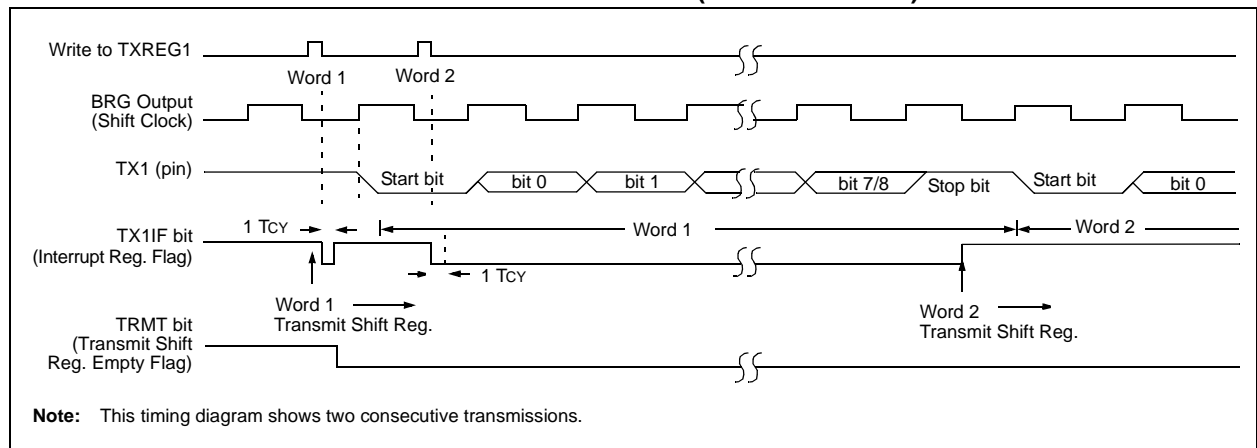 Write to TXREG1
Word 1
Word 2
BRG Output
(Shift Clock)
TX1 (pin)
Start bit
bit 0
bit 1
bit 7/8
Stop bit
Start bit
bit 0
1 TCY
Word 1
Word 2
TX1IF bit
(Interrupt Reg. Flag)
1 TCY
Word 1
Transmit Shift Reg.
Word 2
Transmit Shift Reg.
TRMT bit
(Transmit Shift
Reg. Empty Flag)
Note: This timing diagram shows two consecutive transmissions.